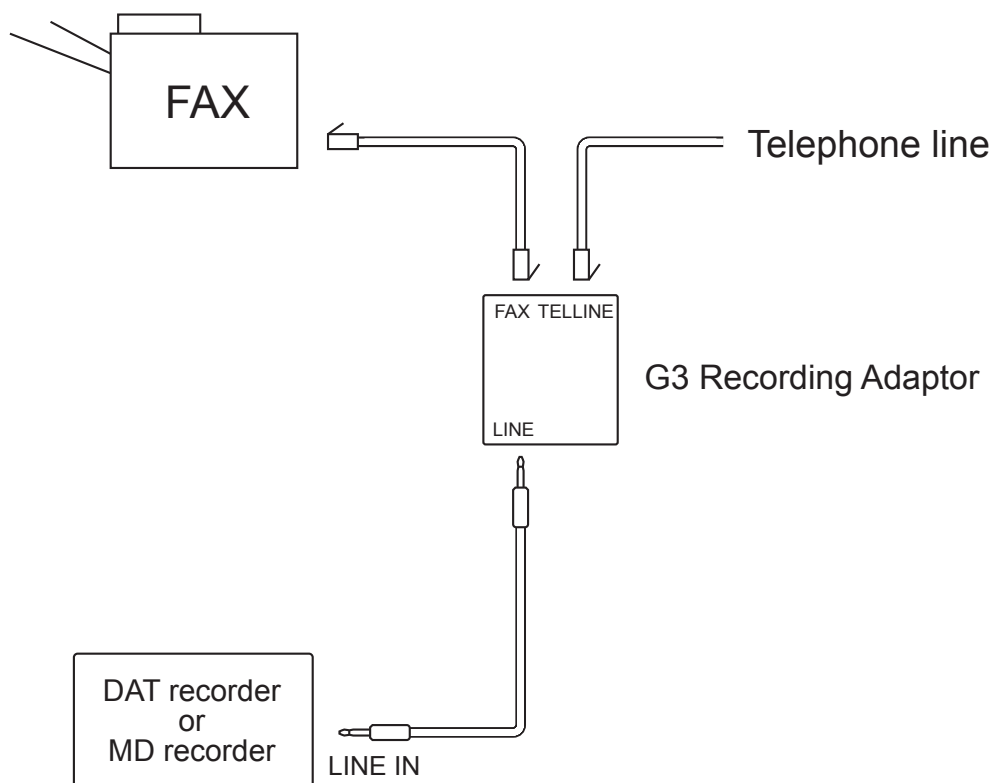 FAX
Telephone line
FAX TELLINE
G3 Recording Adaptor
LINE
DAT recorder
or
MD recorder
LINE IN